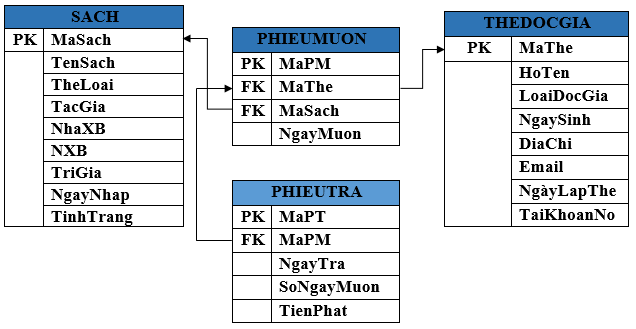 SACH
PK MaSach
TenSach
TheLoai
TacGia
NhaXB
NXB
TriGia
NgayNhap
TinhTrang
PHIEUMUON
PK MaPM
FK MaThe
FK MaSach
NgayMuon
PHIEUTRA
PK MaPT
FK MaPM
NgayTra
SoNgayMuon
TienPhat
THEDOCGIA
PK MaThe
HoTen
LoaiDocGia
NgaySinh
DiaChi
Email
NgàyLapThe
TaiKhoanNo